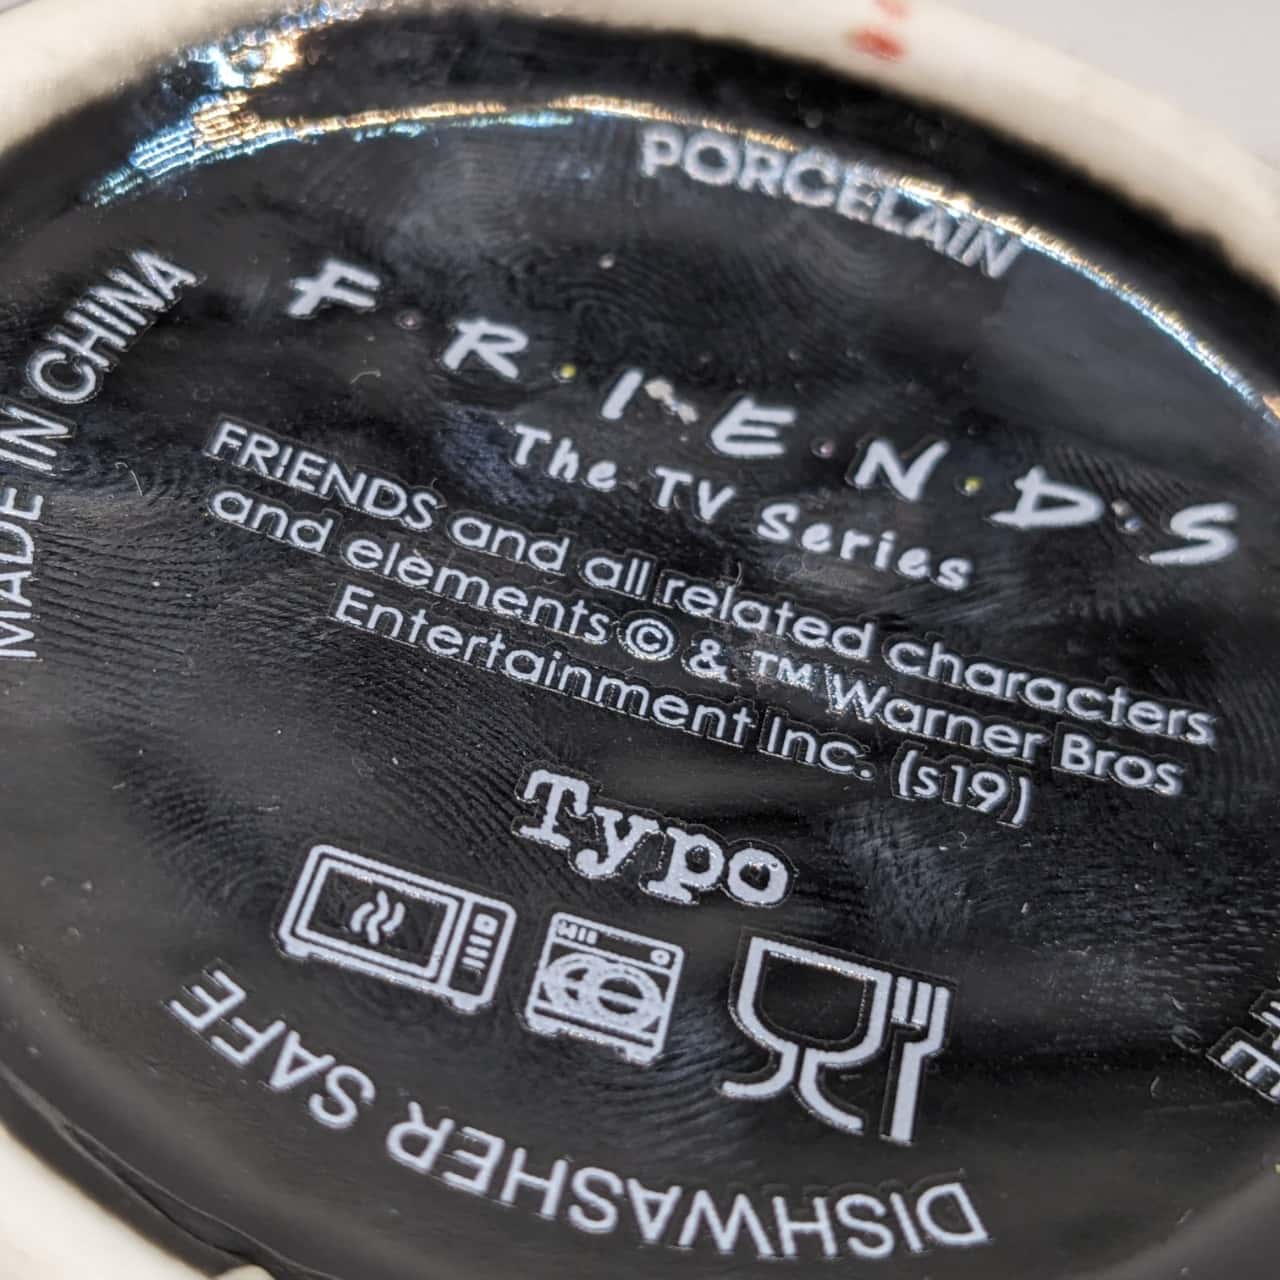 PORCELAIN
MADE IN CHINA
F·R·I·E·N·D·S
The TV Series
FRIENDS and all related characters
and elements © & ™ Warner Bros
Entertainment Inc. (s19)
Typo
DISHWASHER SAFE